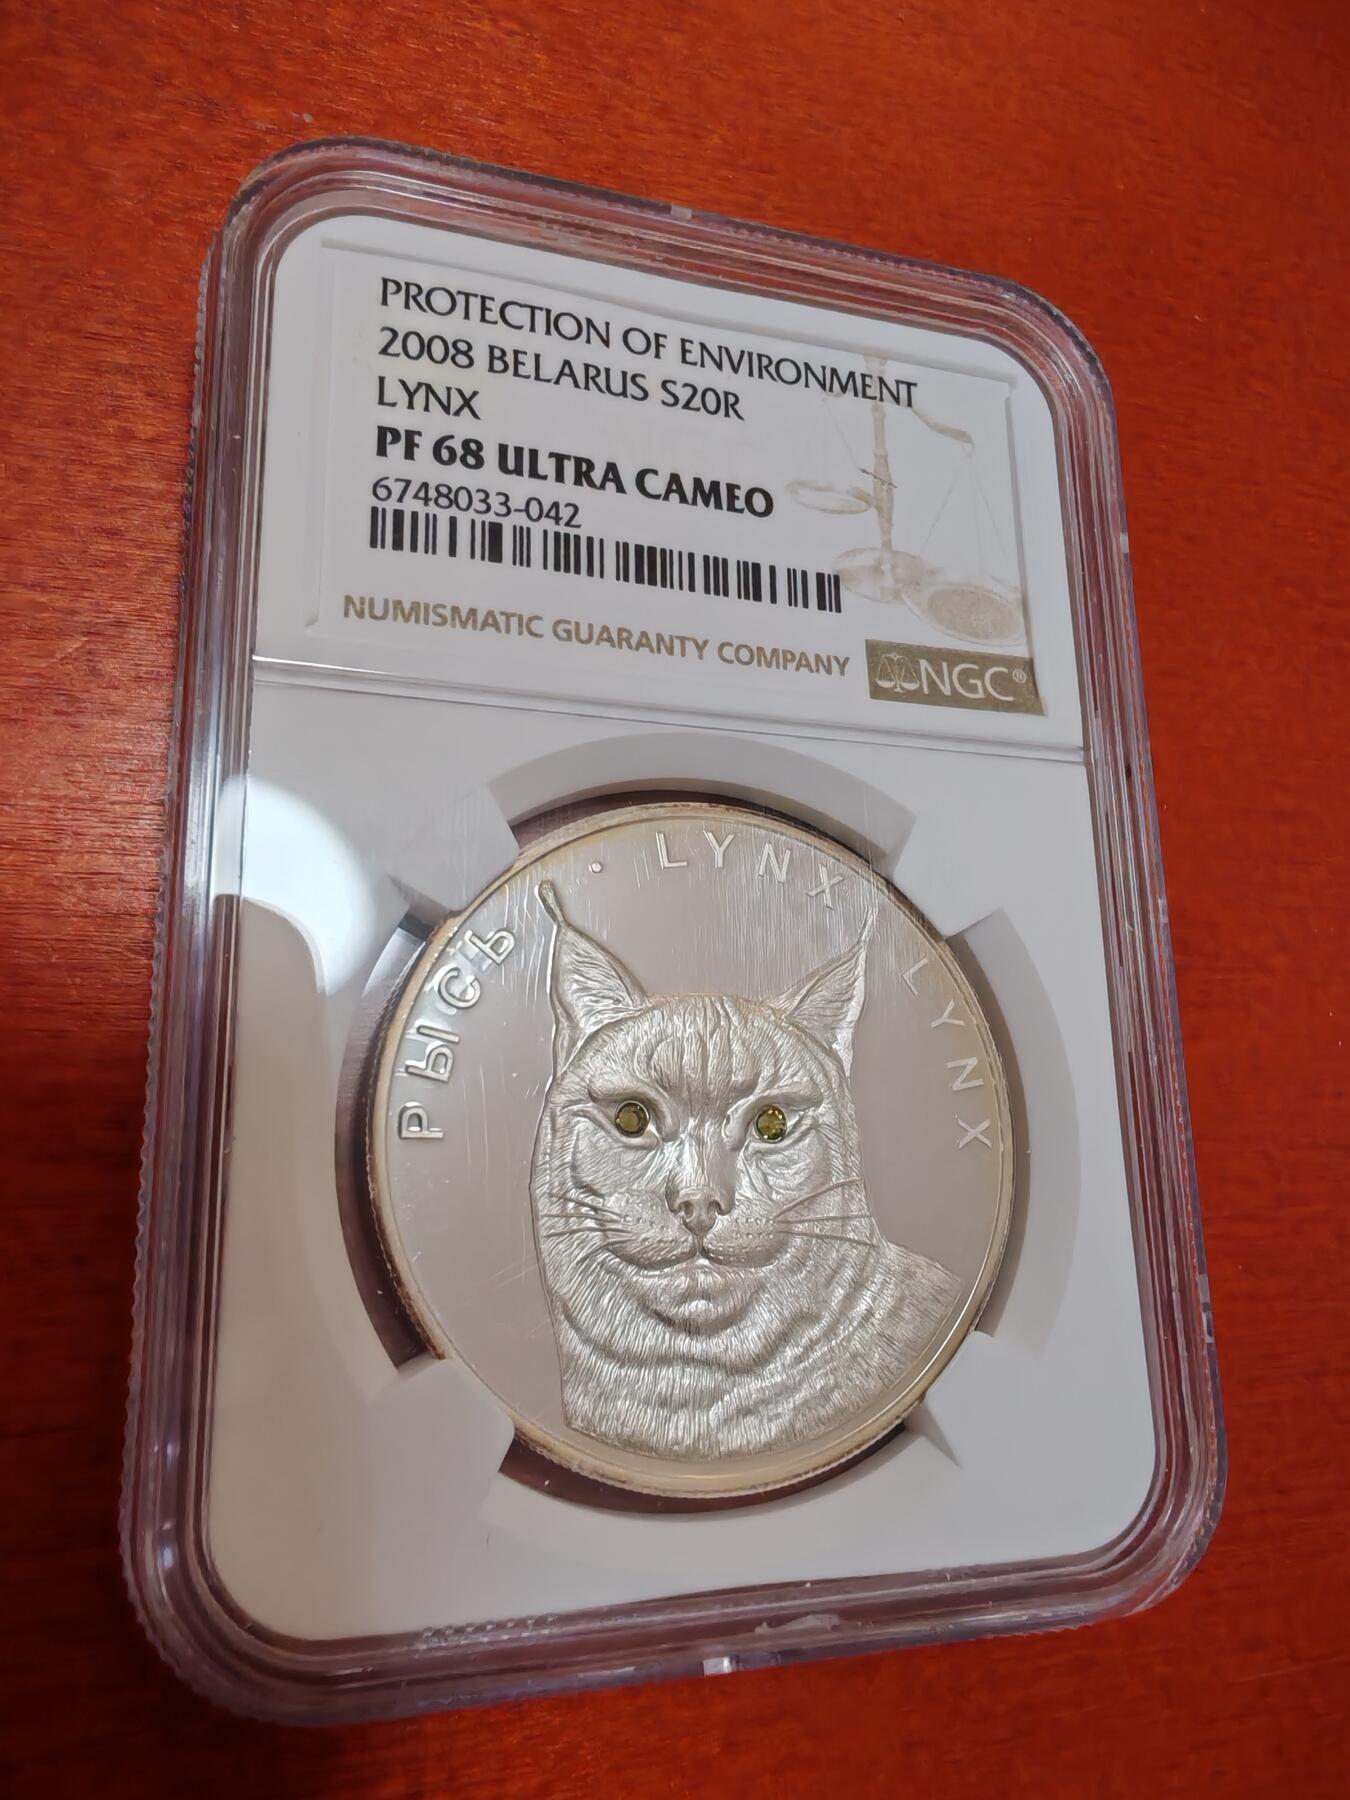 PROTECTION OF ENVIRONMENT
2008 BELARUS S20R
LYNX
PF 68 ULTRA CAMEO
6748033-042
NUMISMATIC GUARANTY COMPANY
NGC®
РЫСЬ · LYNX LYNX